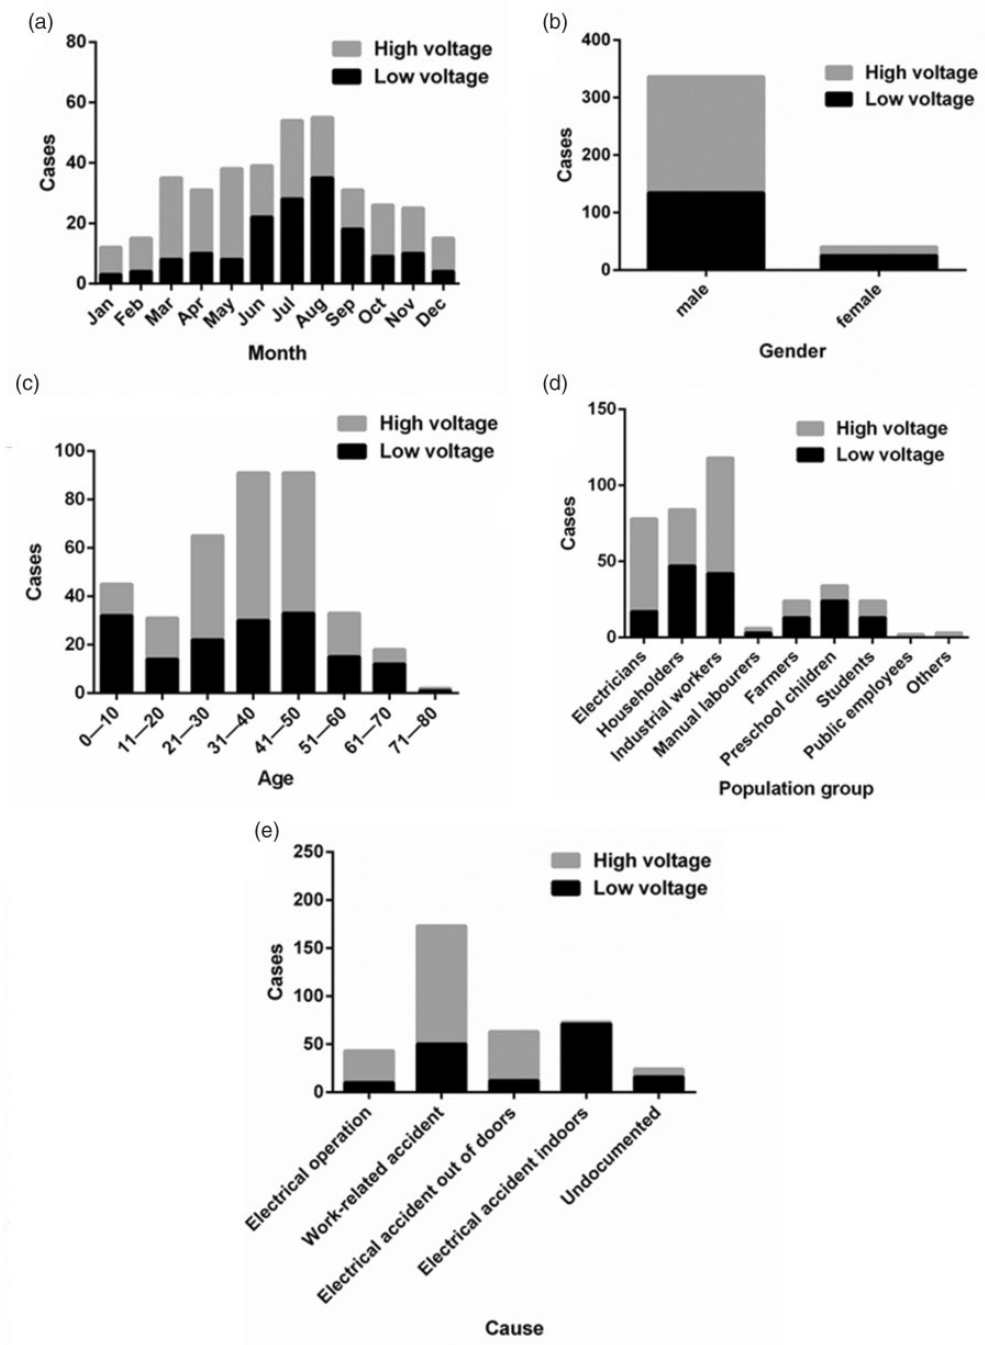 (a)
80
60
40
20
0
Cases
High voltage
Low voltage
Jan
Feb
Mar
Apr
May
Jun
Jul
Aug
Sep
Oct
Nov
Dec
Month
(b)
400
300
200
100
0
Cases
High voltage
Low voltage
male
female
Gender
(c)
100
80
60
40
20
0
Cases
High voltage
Low voltage
0—10
11—20
21—30
31—40
41—50
51—60
61—70
71—80
Age
(d)
150
100
50
0
Cases
High voltage
Low voltage
Electricians
Householders
Industrial workers
Manual labourers
Farmers
Preschool children
Students
Public employees
Others
Population group
(e)
250
200
150
100
50
0
Cases
High voltage
Low voltage
Electrical operation
Work-related accident
Electrical accident out of doors
Electrical accident indoors
Undocumented
Cause